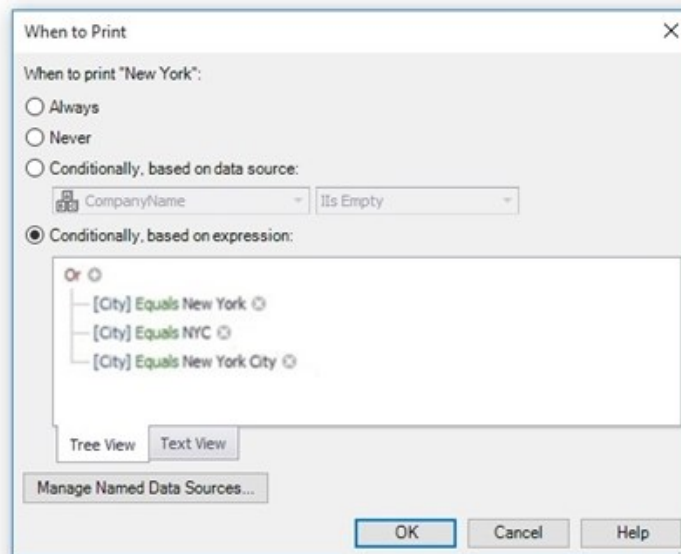 When to Print
When to print "New York":
Always
Never
Conditionally, based on data source:
CompanyName IIs Empty
Conditionally, based on expression:
Or
[City] Equals New York
[City] Equals NYC
[City] Equals New York City
Tree View Text View
Manage Named Data Sources...
OK Cancel Help